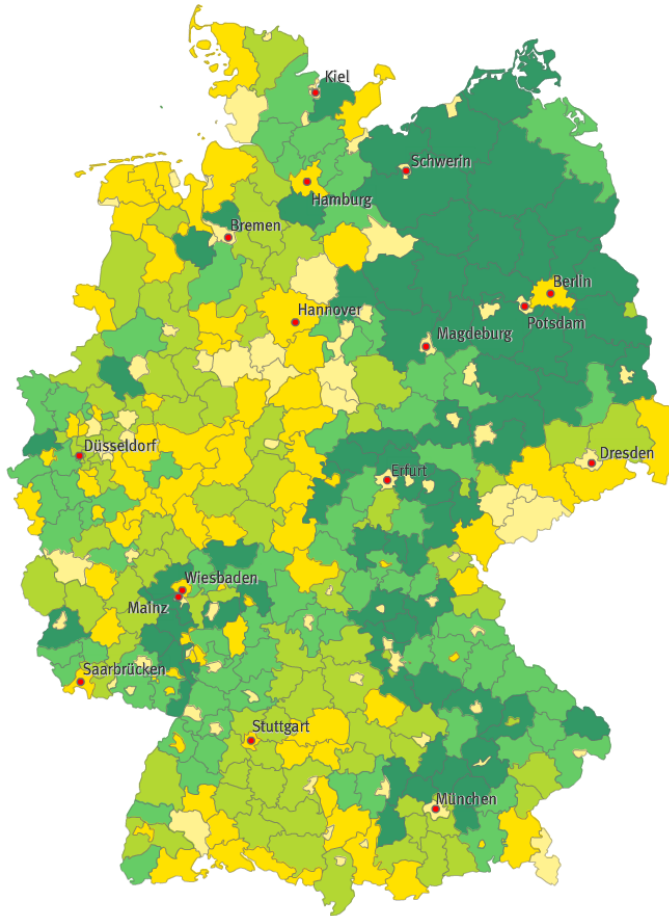 Kiel
Schwerin
Hamburg
Bremen
Berlin
Hannover
Potsdam
Magdeburg
Düsseldorf
Dresden
Erfurt
Wiesbaden
Mainz
Saarbrücken
Stuttgart
München